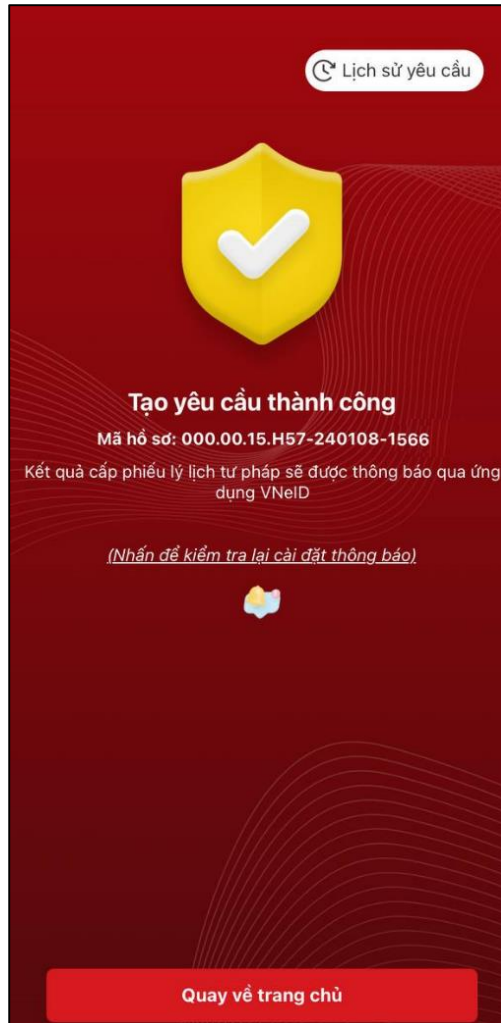 Lịch sử yêu cầu
Tạo yêu cầu thành công
Mã hồ sơ: 000.00.15.H57-240108-1566
Kết quả cấp phiếu lý lịch tư pháp sẽ được thông báo qua ứng
dụng VNeID
(Nhấn để kiểm tra lại cài đặt thông báo)
Quay về trang chủ